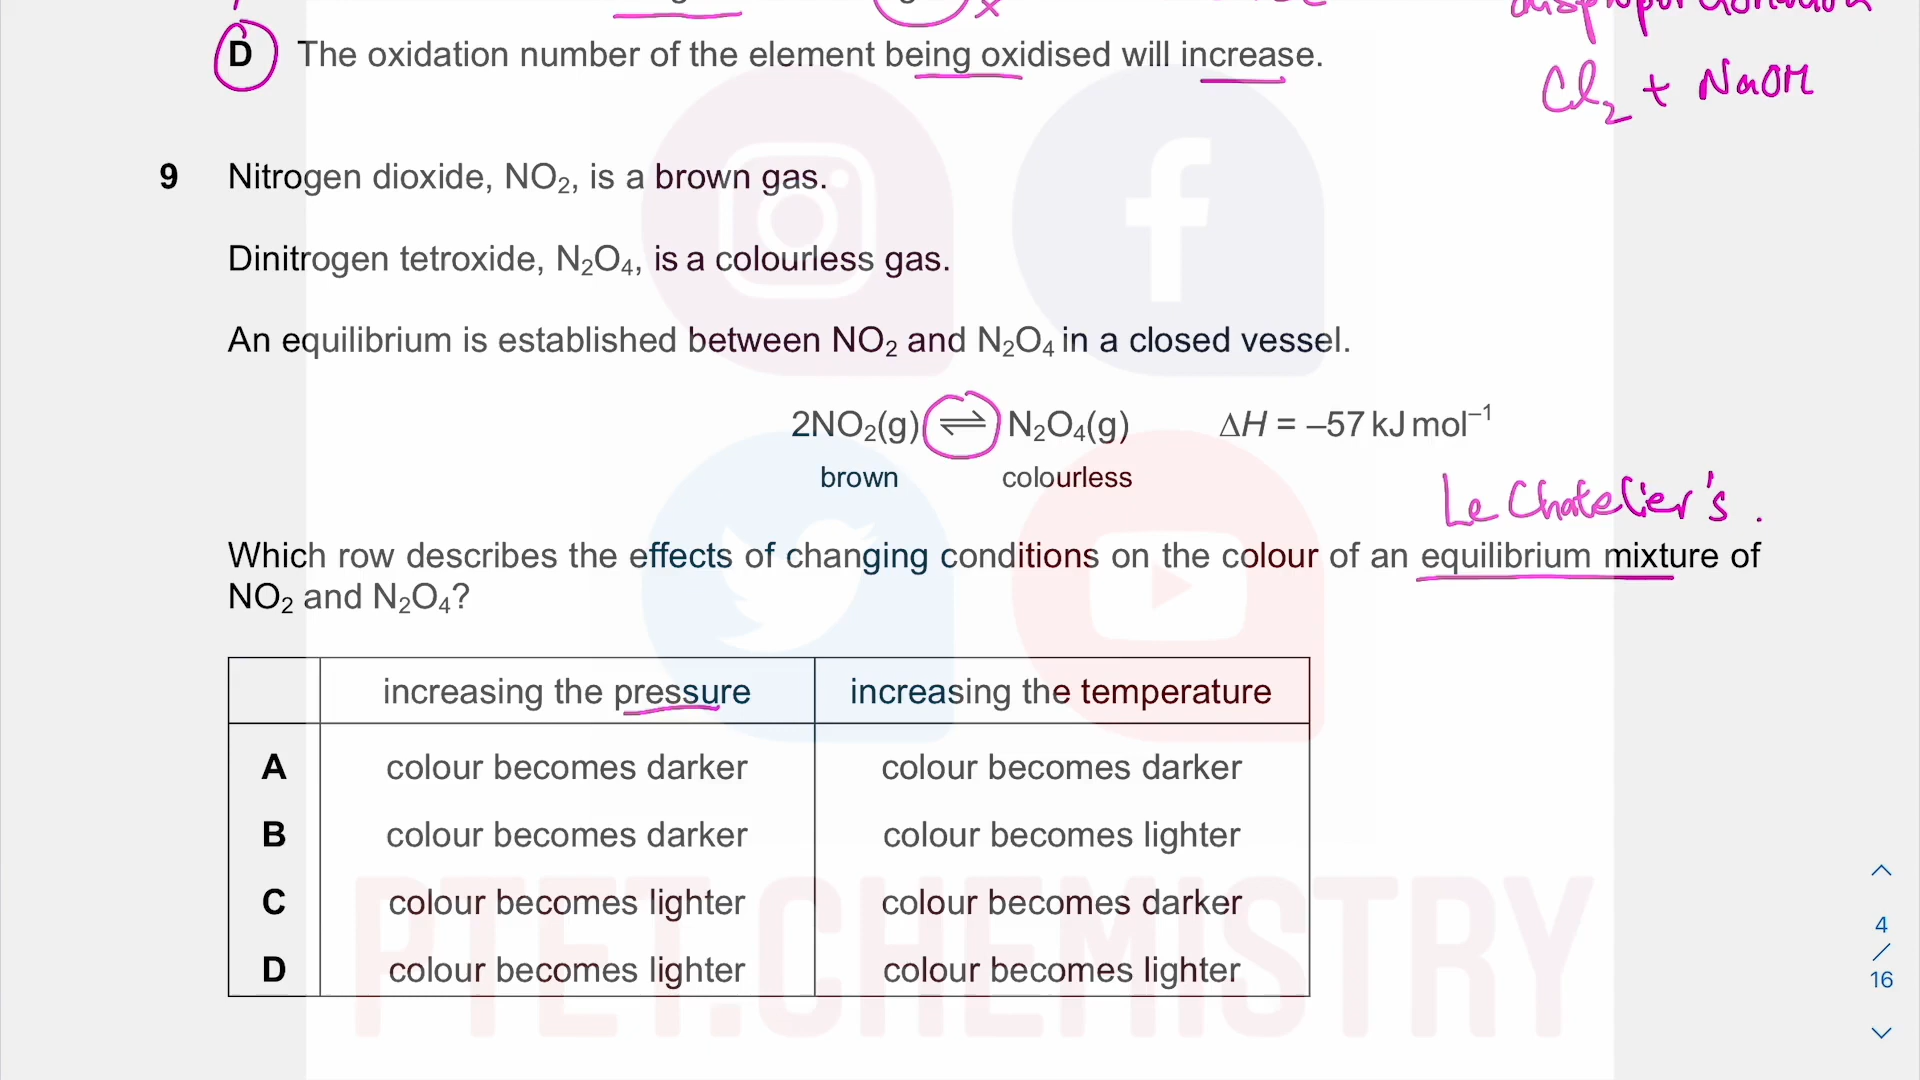 D The oxidation number of the element being oxidised will increase.
Cl₂ + NaOH
9 Nitrogen dioxide, NO₂, is a brown gas.
Dinitrogen tetroxide, N₂O₄, is a colourless gas.
An equilibrium is established between NO₂ and N₂O₄ in a closed vessel.
2NO₂(g) ⇌ N₂O₄(g) ΔH = –57 kJ mol⁻¹
brown colourless
Le Chatelier's.
Which row describes the effects of changing conditions on the colour of an equilibrium mixture of
NO₂ and N₂O₄?
increasing the pressure increasing the temperature
A colour becomes darker colour becomes darker
B colour becomes darker colour becomes lighter
C colour becomes lighter colour becomes darker
D colour becomes lighter colour becomes lighter
PTET.CHEMISTRY
4
/
16